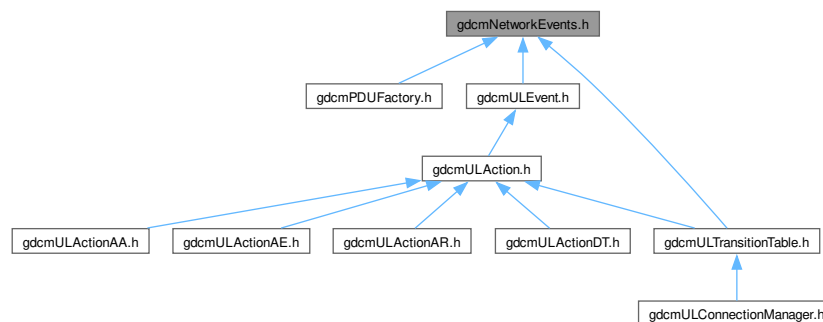 gdcmNetworkEvents.h
gdcmPDUFactory.h
gdcmULEvent.h
gdcmULAction.h
gdcmULActionAA.h
gdcmULActionAE.h
gdcmULActionAR.h
gdcmULActionDT.h
gdcmULTransitionTable.h
gdcmULConnectionManager.h